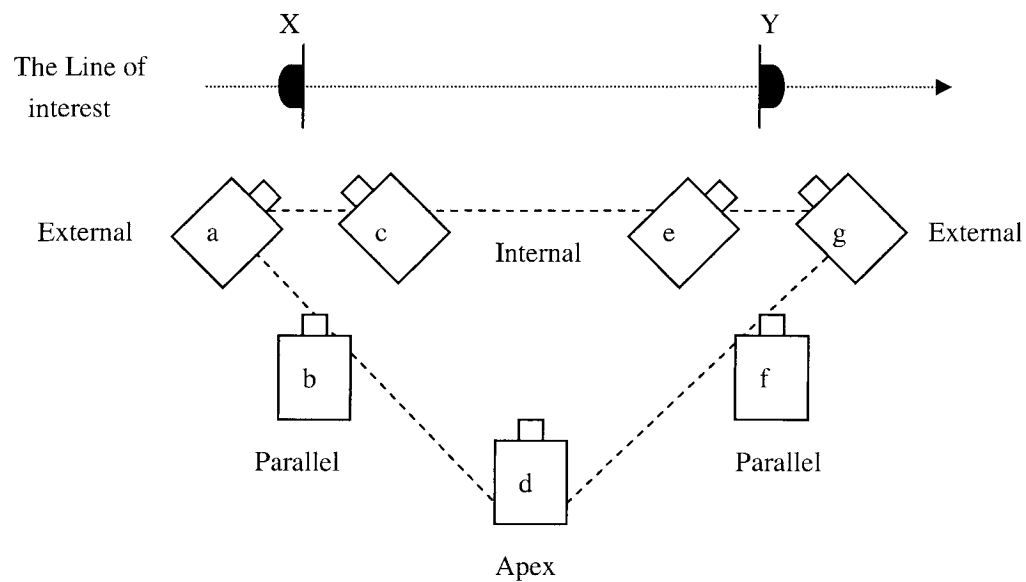 X
Y
The Line of
interest
External
a
c
Internal
e
g
External
b
f
Parallel
d
Parallel
Apex